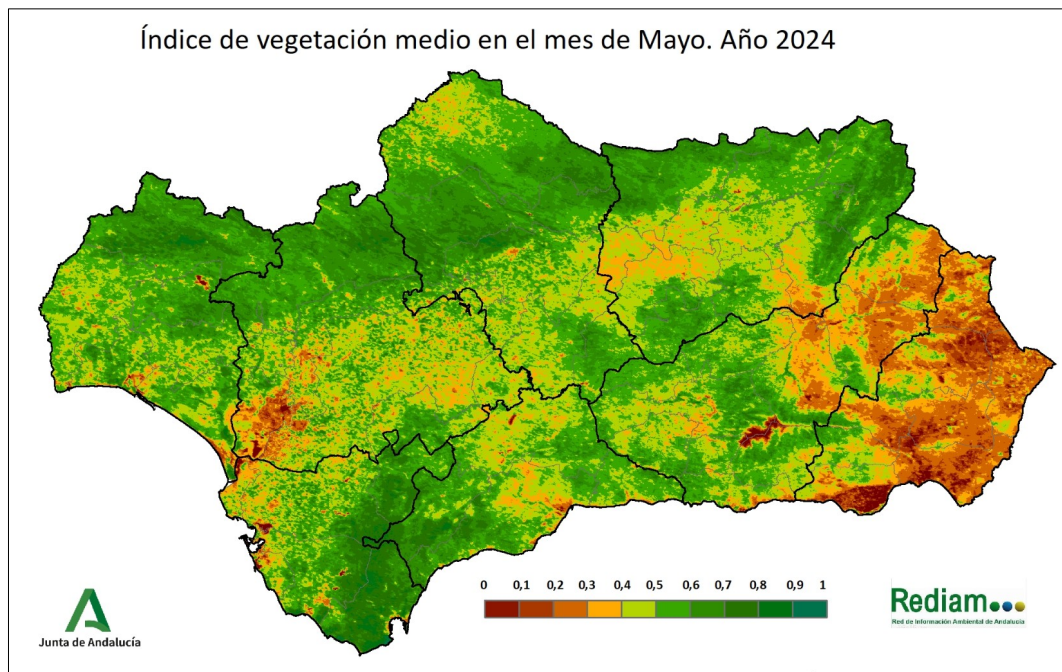 Índice de vegetación medio en el mes de Mayo. Año 2024
0 0,1 0,2 0,3 0,4 0,5 0,6 0,7 0,8 0,9 1
Junta de Andalucía
Rediam
Red de Información Ambiental de Andalucía